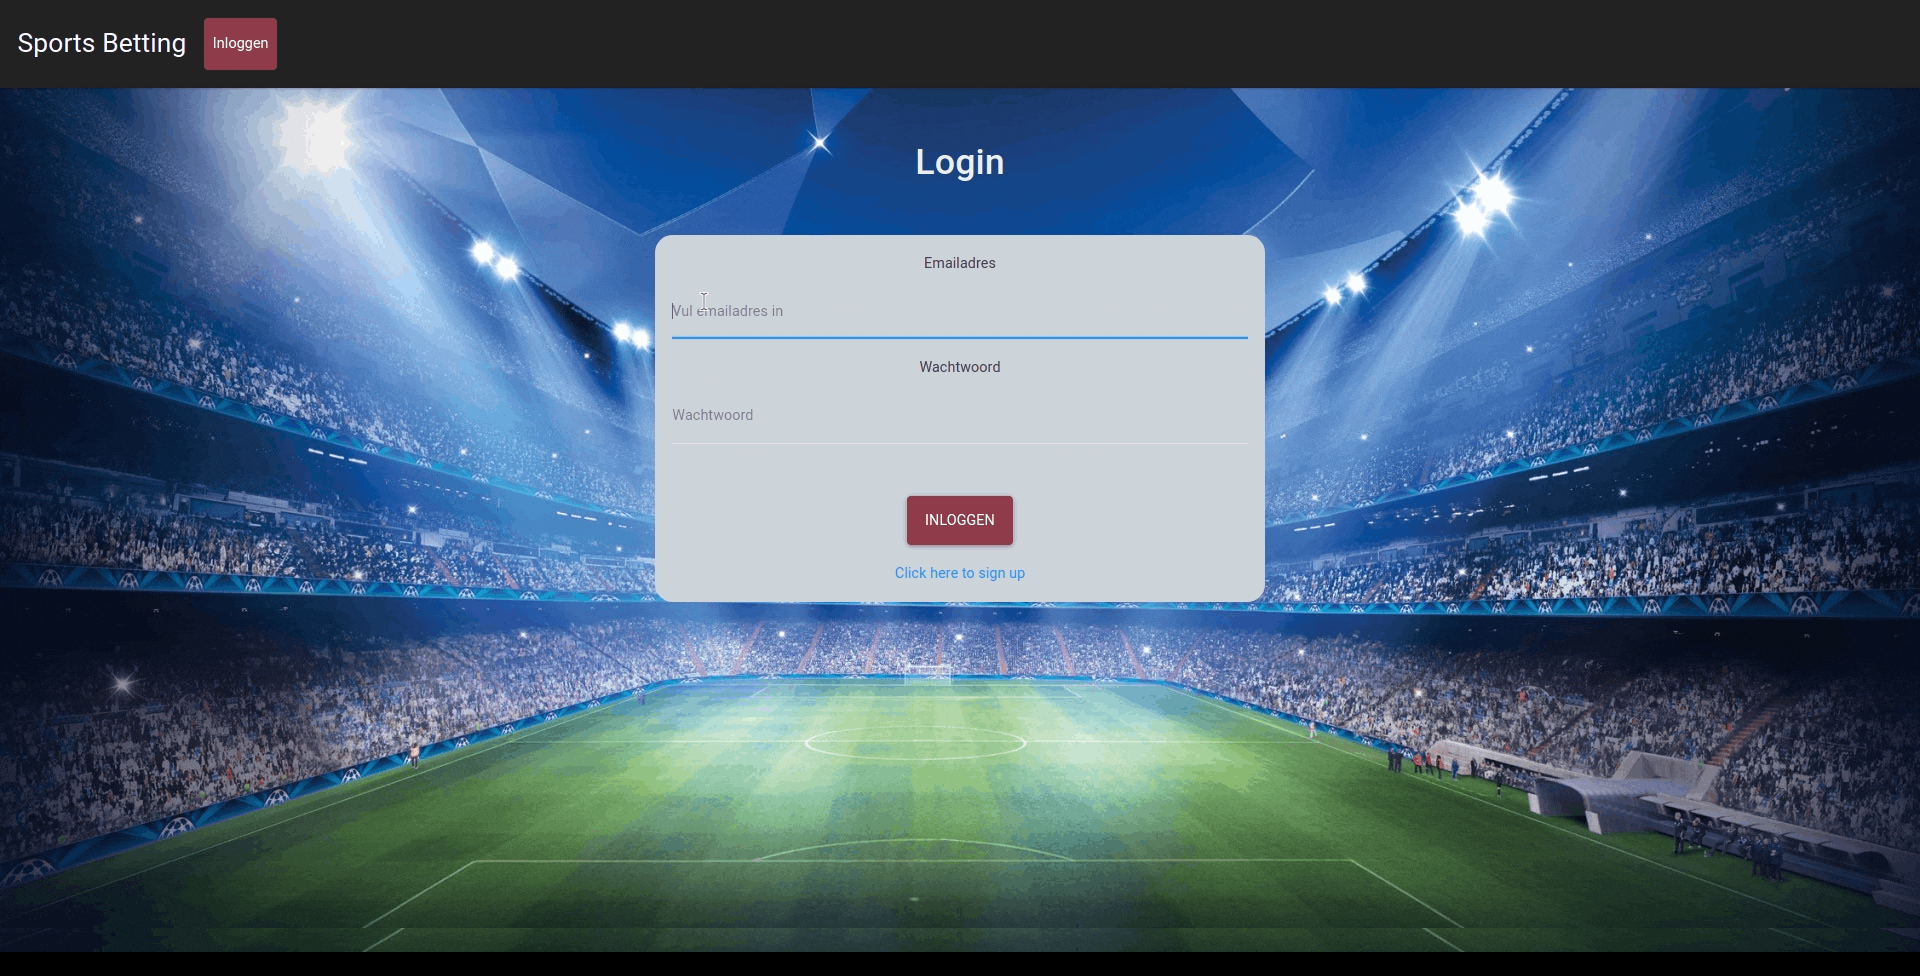 Sports Betting
Inloggen
Login
Emailadres
Vul emailadres in
Wachtwoord
Wachtwoord
INLOGGEN
Click here to sign up